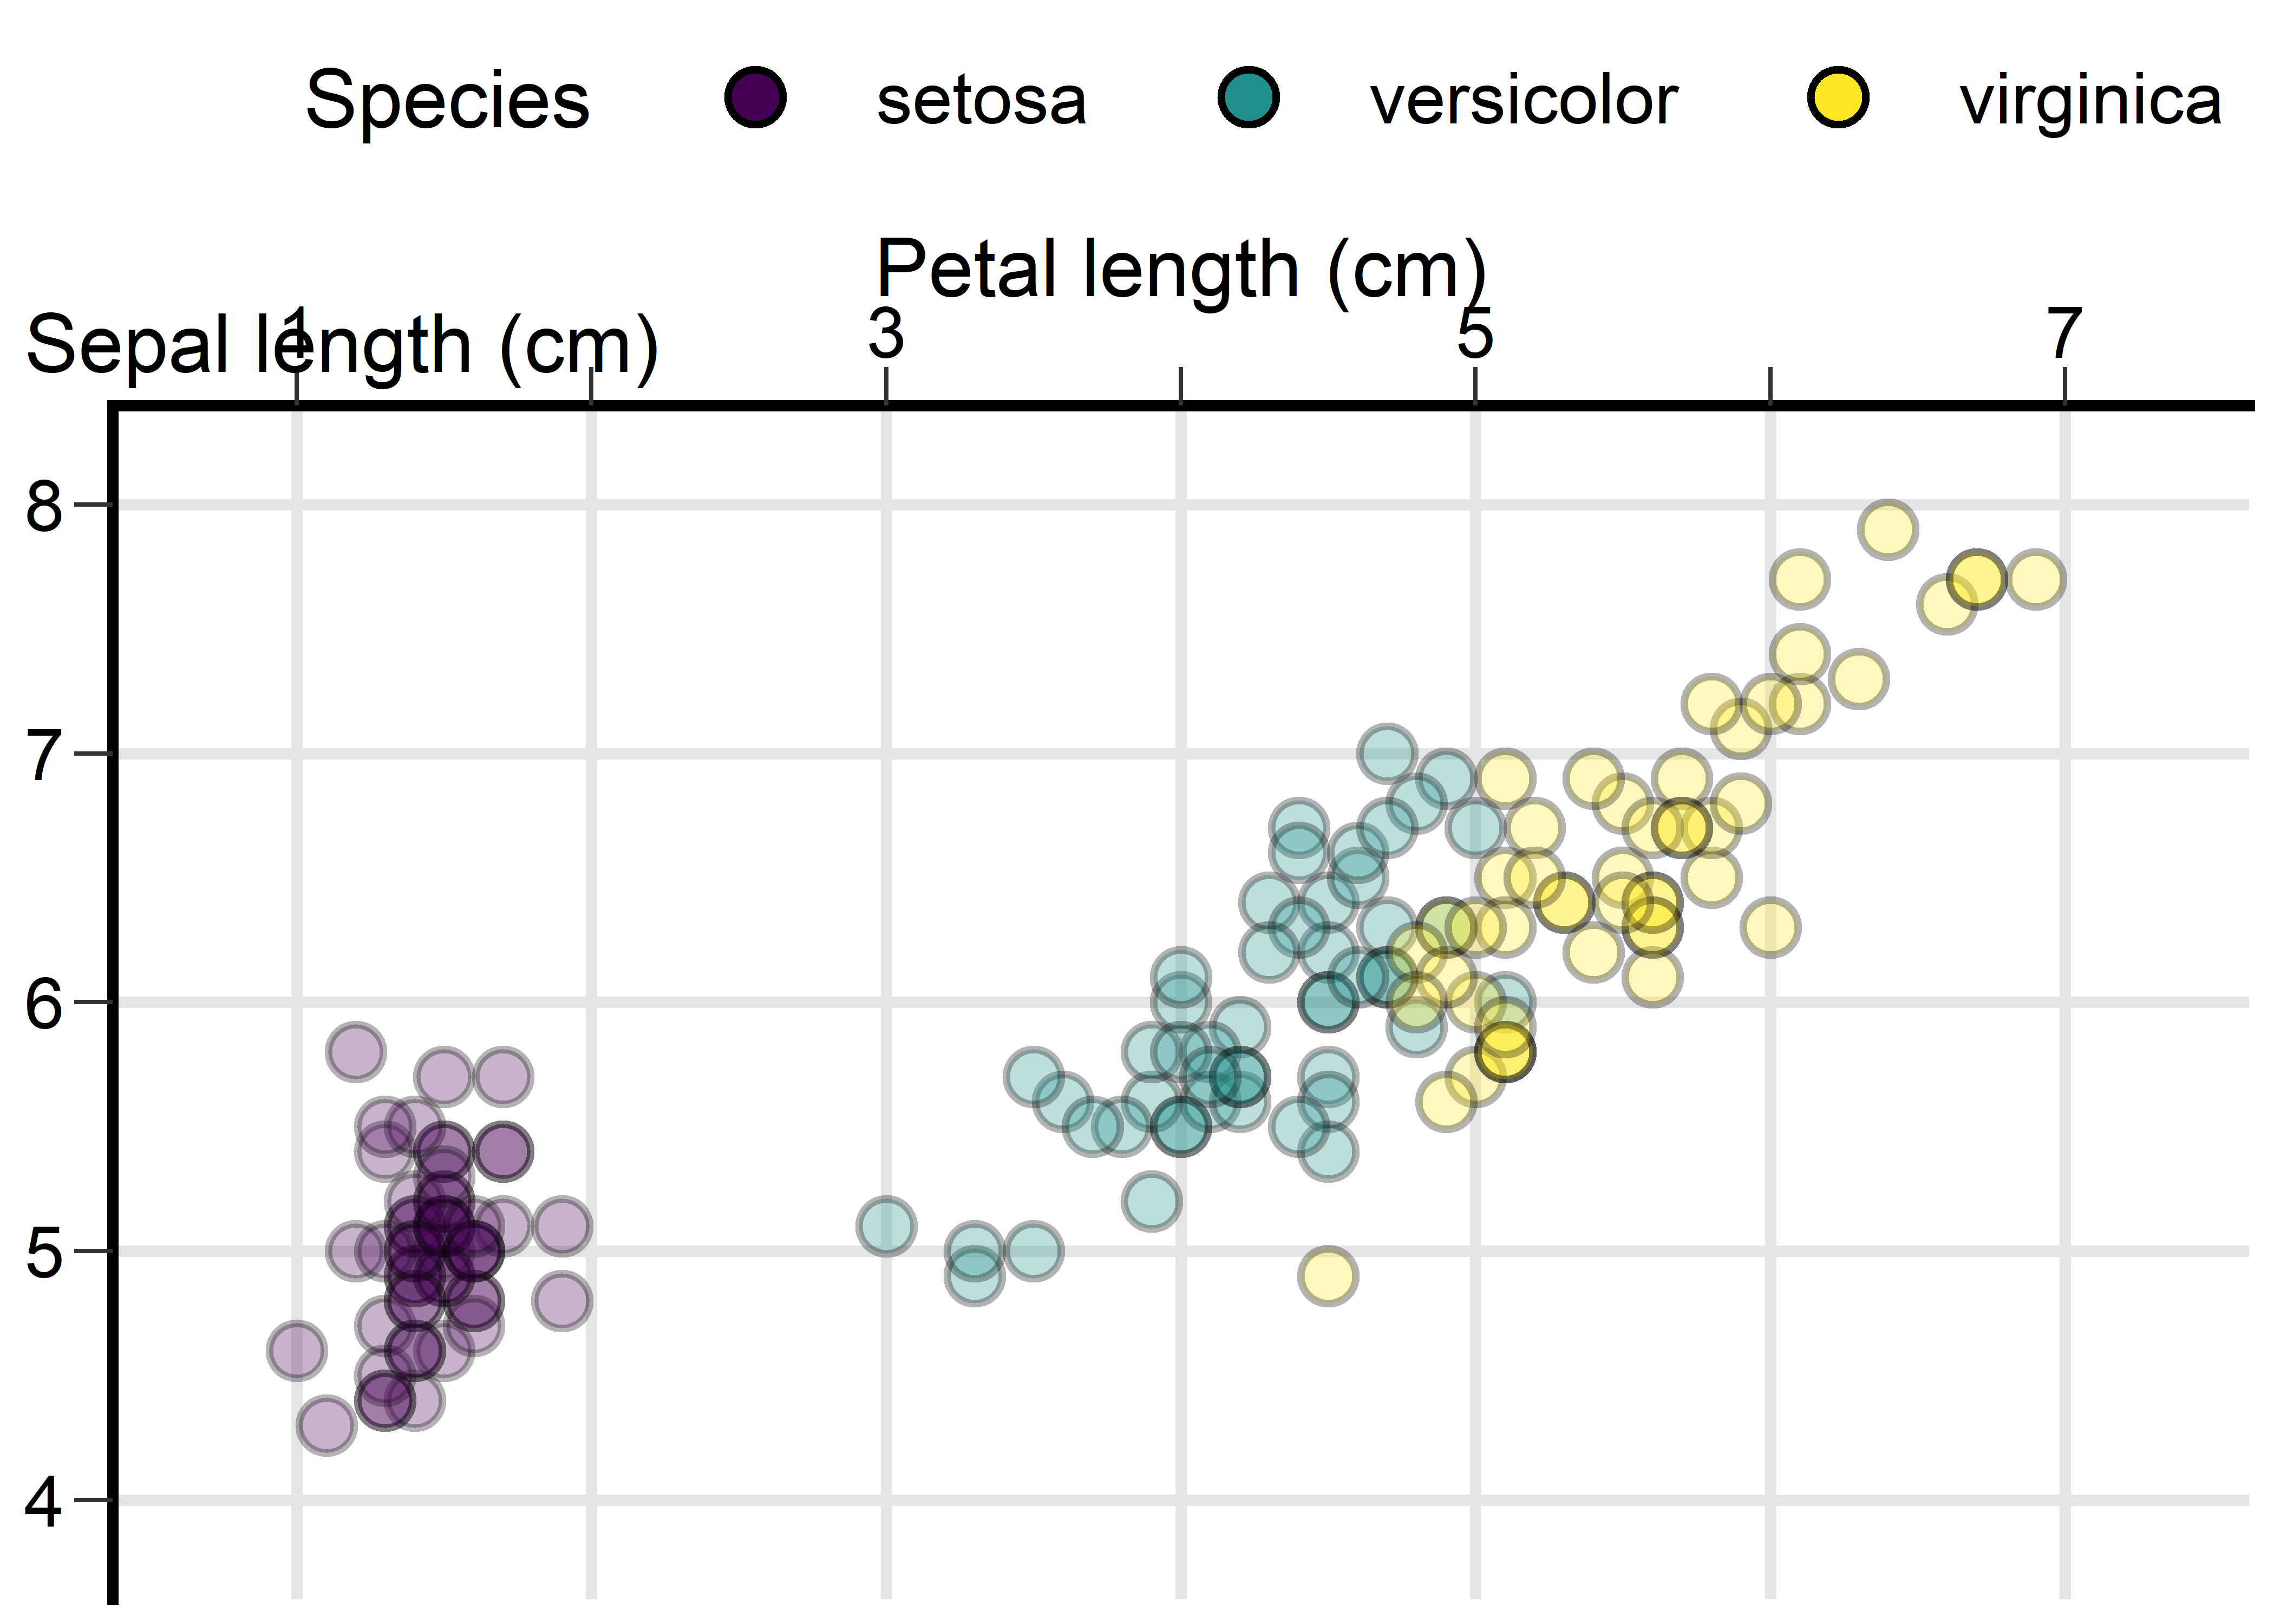 Species setosa versicolor virginica
Petal length (cm)
1 3 5 7
Sepal length (cm)
8
7
6
5
4